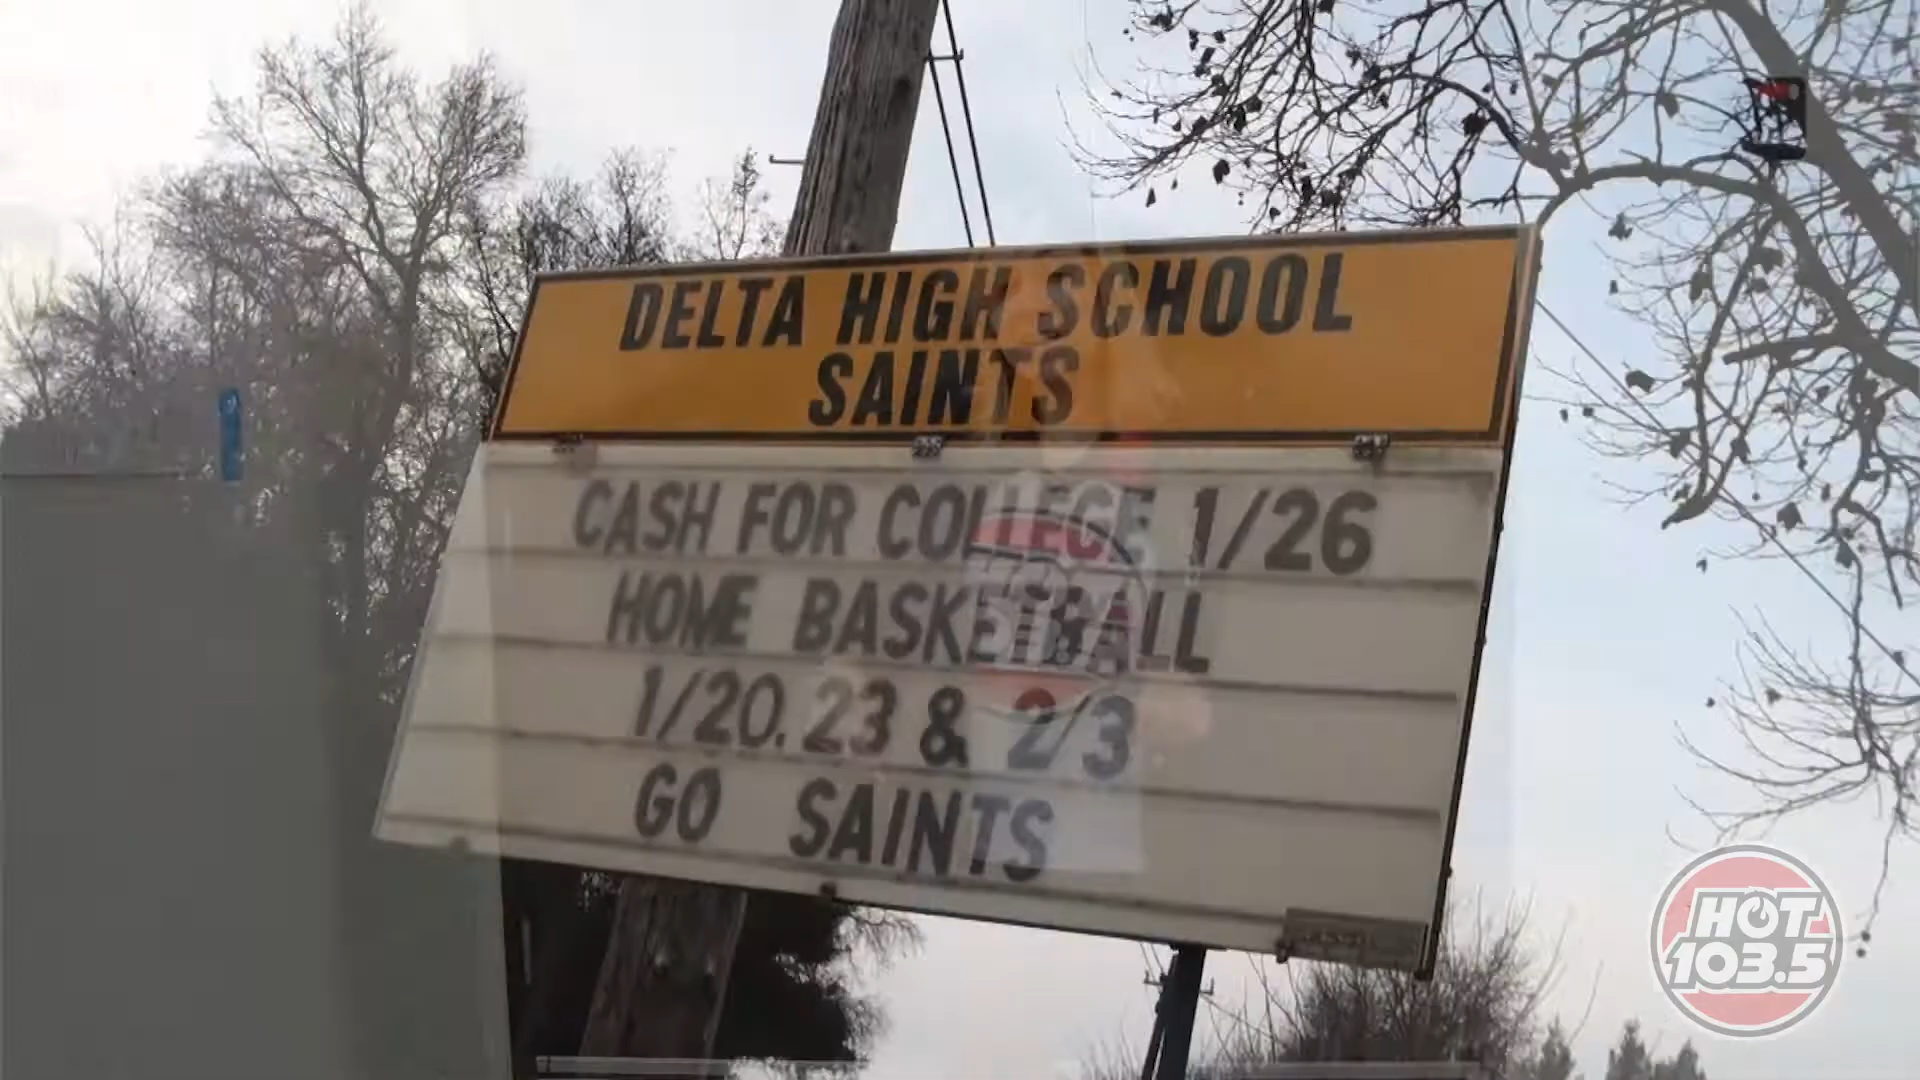 DELTA HIGH SCHOOL
SAINTS
CASH FOR COLLEGE 1/26
HOME BASKETBALL
1/20. 23 & 2/3
GO SAINTS
HOT
103.5